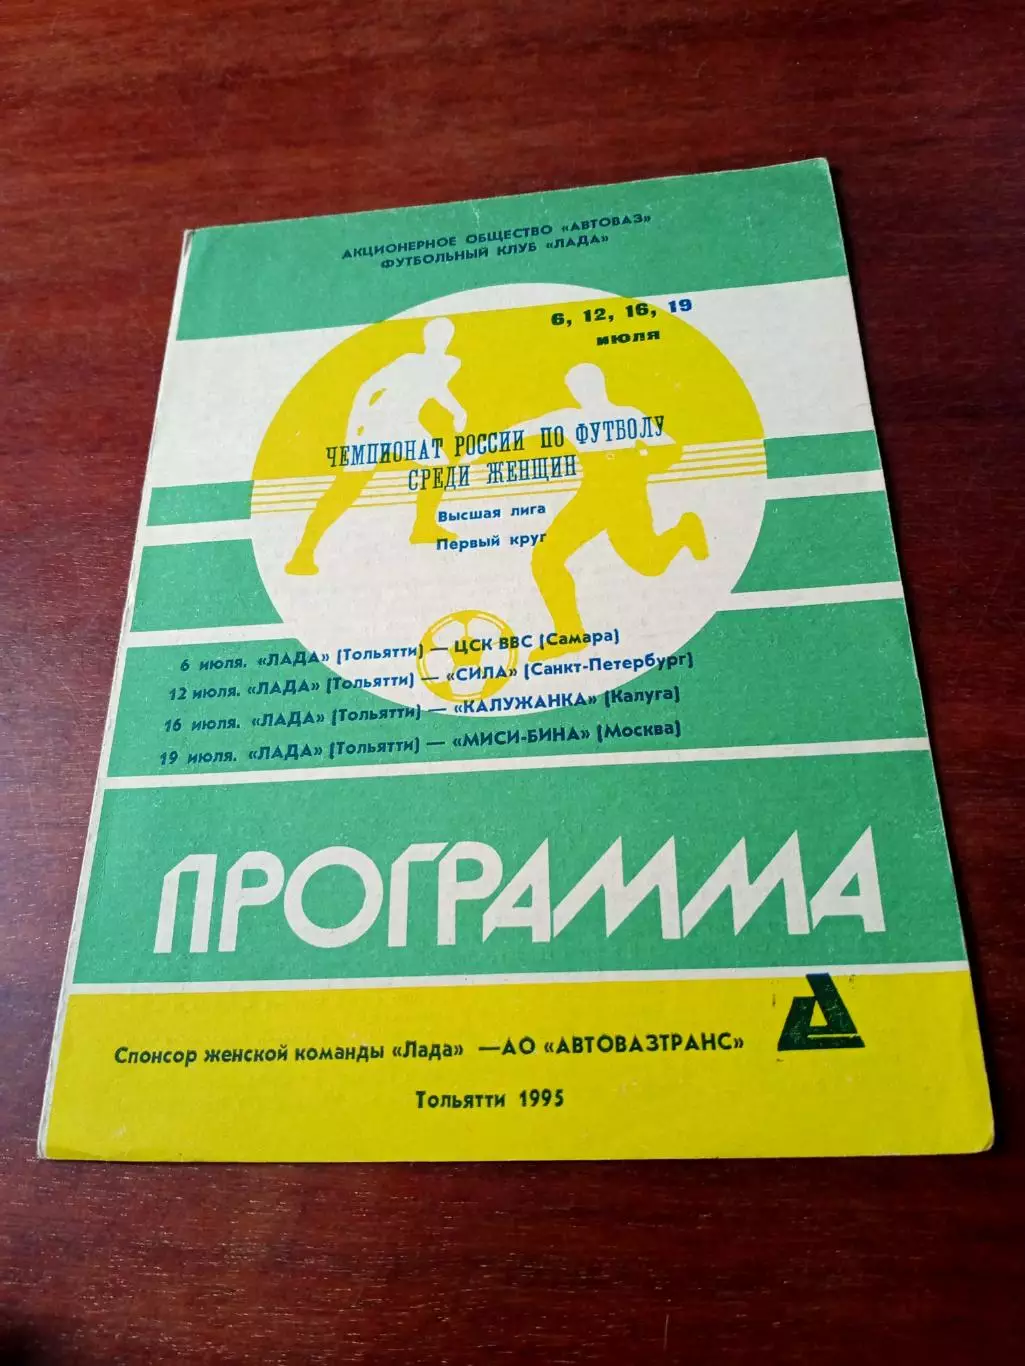 АКЦИОНЕРНОЕ ОБЩЕСТВО «АВТОВАЗ»
ФУТБОЛЬНЫЙ КЛУБ «ЛАДА»
6, 12, 16, 19
июля
ЧЕМПИОНАТ РОССИИ ПО ФУТБОЛУ
СРЕДИ ЖЕНЩИН
Высшая лига
Первый круг
6 июля. «ЛАДА» (Тольятти) — ЦСК ВВС (Самара)
12 июля. «ЛАДА» (Тольятти) — «СИЛА» (Санкт-Петербург)
16 июля. «ЛАДА» (Тольятти) — «КАЛУЖАНКА» (Калуга)
19 июля. «ЛАДА» (Тольятти) — «МИСИ-БИНА» (Москва)
ПРОГРАММА
Спонсор женской команды «Лада» —АО «АВТОВАЗТРАНС»
Тольятти 1995